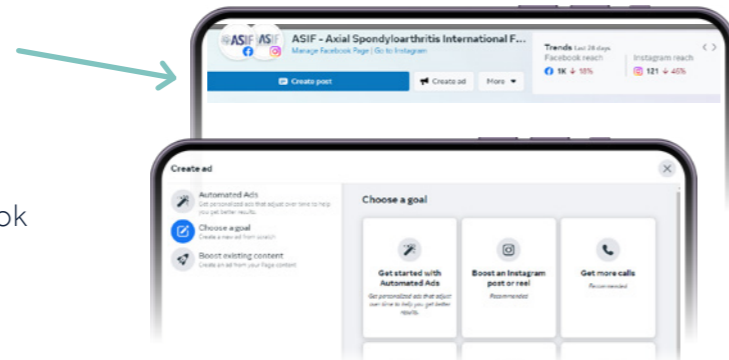 ASIF ASIF
ASIF - Axial Spondyloarthritis International F...
Manage Facebook Page | Go to Instagram
Create post
Create ad
More
Trends Last 28 days
Facebook reach
1K ↓ 18%
Instagram reach
121 ↓ 46%
ok
Create ad
Automated Ads
Get personalized ads that adjust over time to help
you get better results.
Choose a goal
Create a new ad from scratch
Boost existing content
Create an ad from your Page content
Choose a goal
Get started with
Automated Ads
Get personalized ads that adjust
over time to help you get better
results.
Boost an Instagram
post or reel
Recommended
Get more calls
Recommended